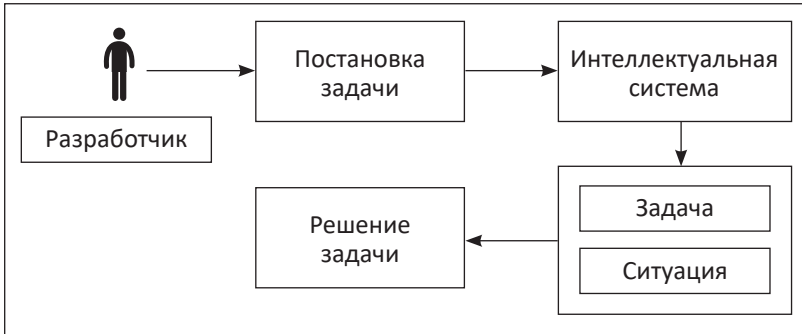 Разработчик
Постановка
задачи
Интеллектуальная
система
Задача
Ситуация
Решение
задачи